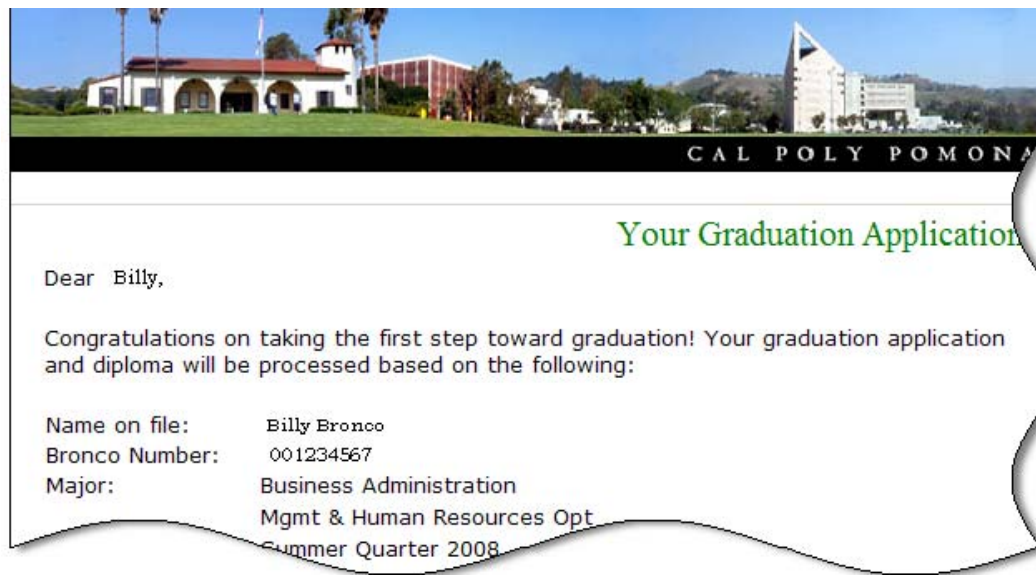 CAL POLY POMONA
Your Graduation Application
Dear Billy,
Congratulations on taking the first step toward graduation! Your graduation application
and diploma will be processed based on the following:
Name on file: Billy Bronco
Bronco Number: 001234567
Major: Business Administration
Mgmt & Human Resources Opt
Summer Quarter 2008